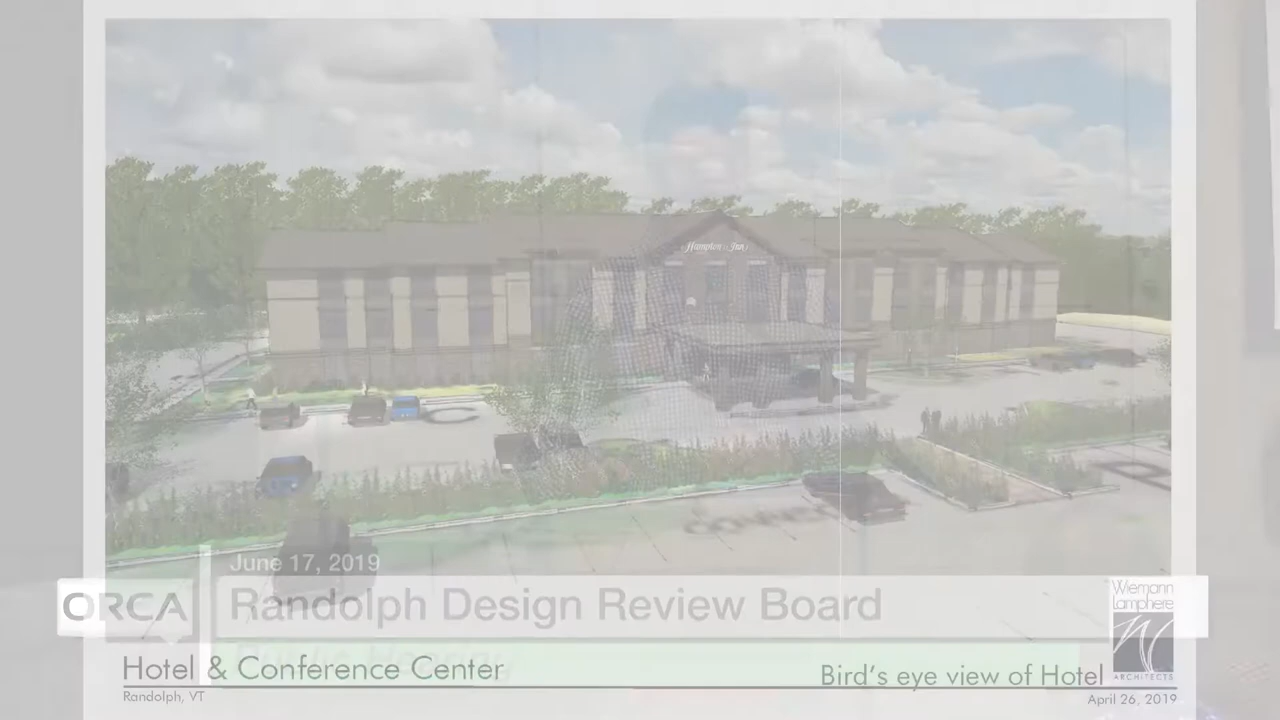 Hampton Inn
June 17, 2019
ORCA
Randolph Design Review Board
Wiemann
Lamphere
ARCHITECTS
Hotel & Conference Center
Bird's eye view of Hotel
Randolph, VT
April 26, 2019